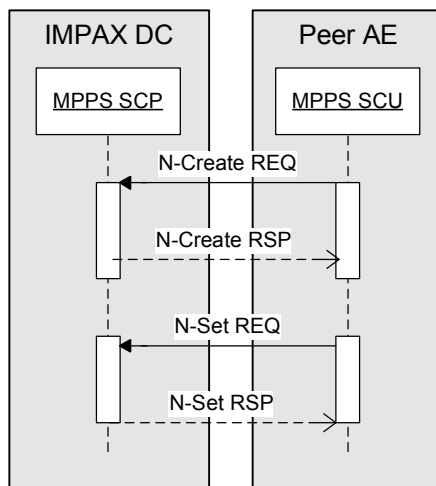 IMPAX DC
Peer AE
MPPS SCP
MPPS SCU
N-Create REQ
N-Create RSP
N-Set REQ
N-Set RSP